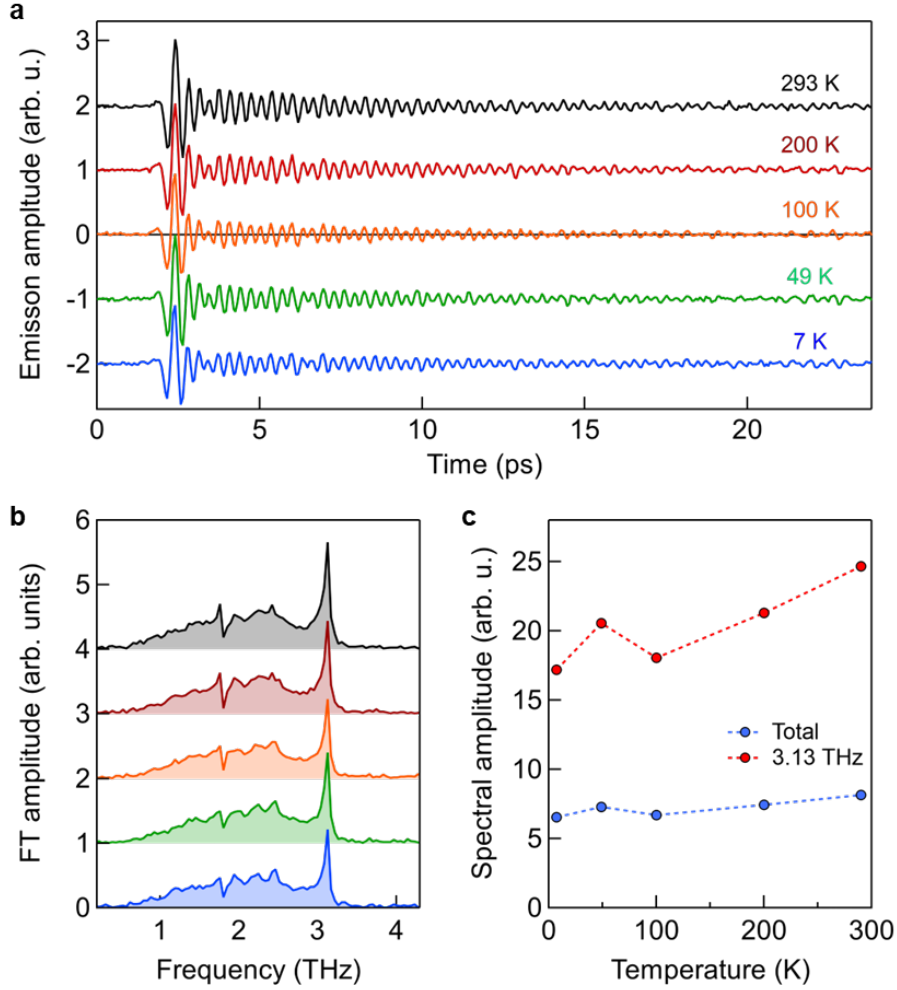 a
Emisson ampltude (arb. u.)
3
2
1
0
-1
-2
293 K
200 K
100 K
49 K
7 K
0
5
10
15
20
Time (ps)
b
FT amplitude (arb. units)
6
5
4
3
2
1
0
1
2
3
4
Frequency (THz)
c
Spectral amplitude (arb. u.)
25
20
15
10
5
0
Total
3.13 THz
0
100
200
300
Temperature (K)